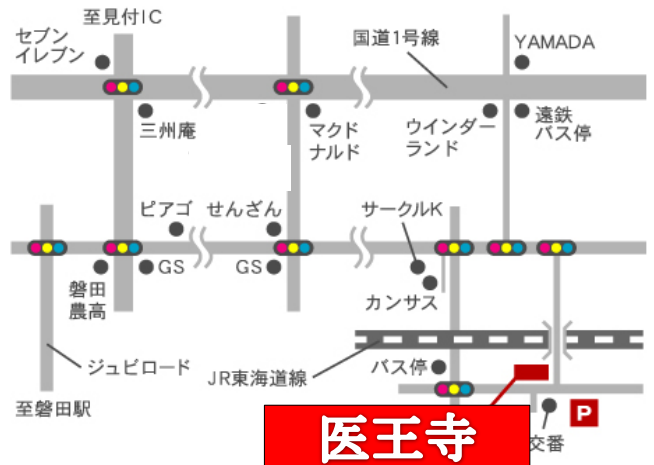 至見付IC
セブン
イレブン
国道1号線
YAMADA
三州庵
マクド
ナルド
ウインダー
ランド
遠鉄
バス停
ピアゴ
せんざん
サークルK
GS
GS
磐田
農高
カンサス
ジュビロード
JR東海道線
バス停
至磐田駅
医王寺
P
交番